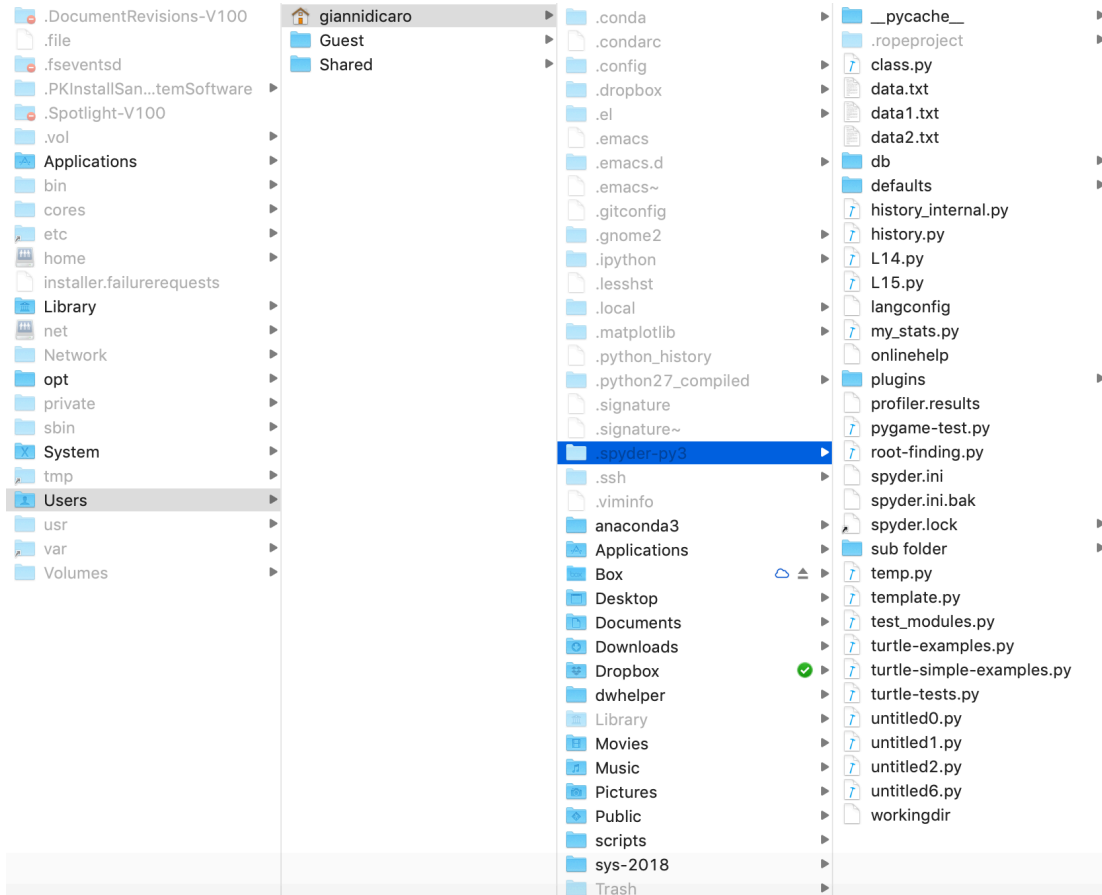 .DocumentRevisions-V100
.file
.fseventsd
.PKInstallSan...temSoftware
.Spotlight-V100
.vol
Applications
bin
cores
etc
home
installer.failurerequests
Library
net
Network
opt
private
sbin
System
tmp
Users
usr
var
Volumes
giannidicaro
Guest
Shared
.conda
.condarc
.config
.dropbox
.el
.emacs
.emacs.d
.emacs~
.gitconfig
.gnome2
.ipython
.lesshst
.local
.matplotlib
.python_history
.python27_compiled
.signature
.signature~
.spyder-py3
.ssh
.viminfo
anaconda3
Applications
Box
Desktop
Documents
Downloads
Dropbox
dwhelper
Library
Movies
Music
Pictures
Public
scripts
sys-2018
Trash
__pycache__
.ropeproject
class.py
data.txt
data1.txt
data2.txt
db
defaults
history_internal.py
history.py
L14.py
L15.py
langconfig
my_stats.py
onlinehelp
plugins
profiler.results
pygame-test.py
root-finding.py
spyder.ini
spyder.ini.bak
spyder.lock
sub folder
temp.py
template.py
test_modules.py
turtle-examples.py
turtle-simple-examples.py
turtle-tests.py
untitled0.py
untitled1.py
untitled2.py
untitled6.py
workingdir